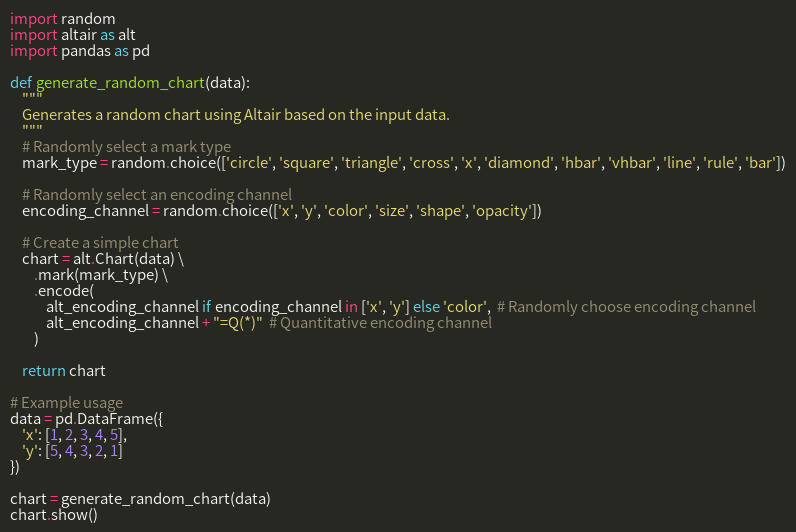 import random
import altair as alt
import pandas as pd
def generate_random_chart(data):
"""
Generates a random chart using Altair based on the input data.
"""
# Randomly select a mark type
mark_type = random.choice(['circle', 'square', 'triangle', 'cross', 'x', 'diamond', 'hbar', 'vhbar', 'line', 'rule', 'bar'])
# Randomly select an encoding channel
encoding_channel = random.choice(['x', 'y', 'color', 'size', 'shape', 'opacity'])
# Create a simple chart
chart = alt.Chart(data) \
.mark(mark_type) \
.encode(
alt_encoding_channel if encoding_channel in ['x', 'y'] else 'color',  # Randomly choose encoding channel
alt_encoding_channel + "=Q(*)"  # Quantitative encoding channel
)
return chart
# Example usage
data = pd.DataFrame({
'x': [1, 2, 3, 4, 5],
'y': [5, 4, 3, 2, 1]
})
chart = generate_random_chart(data)
chart.show()